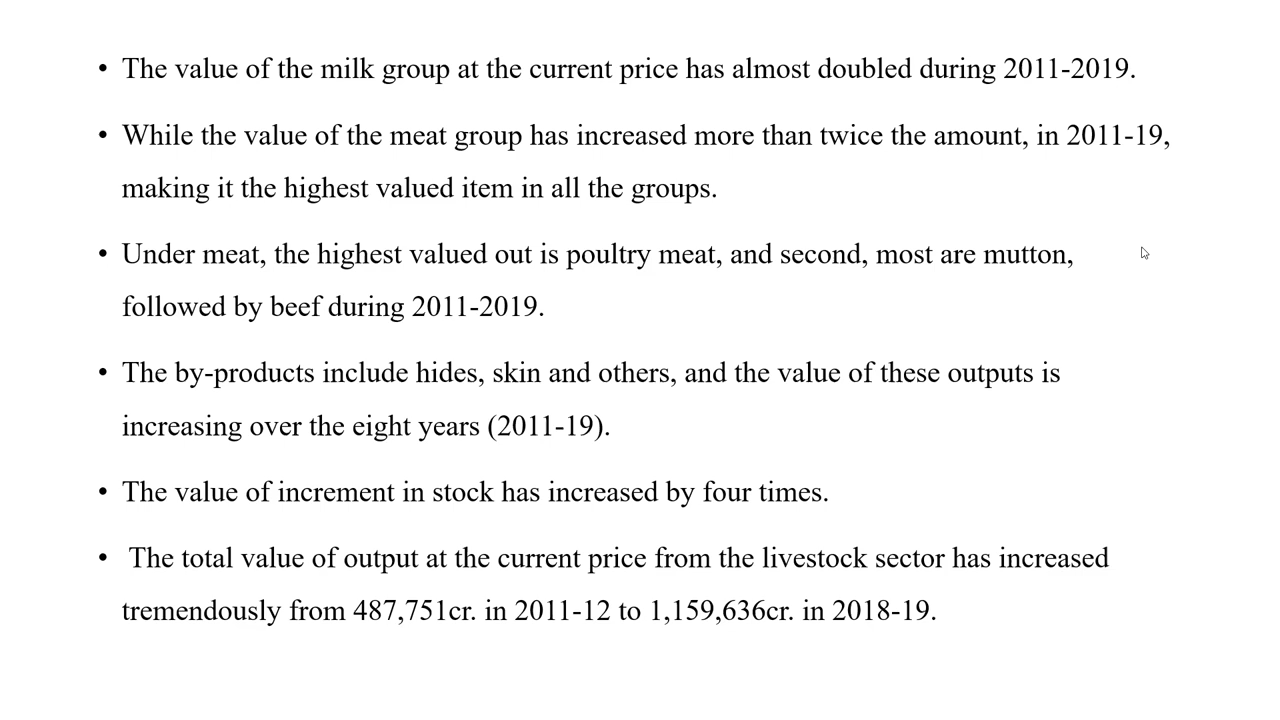 • The value of the milk group at the current price has almost doubled during 2011-2019.
• While the value of the meat group has increased more than twice the amount, in 2011-19,
making it the highest valued item in all the groups.
• Under meat, the highest valued out is poultry meat, and second, most are mutton,
followed by beef during 2011-2019.
• The by-products include hides, skin and others, and the value of these outputs is
increasing over the eight years (2011-19).
• The value of increment in stock has increased by four times.
• The total value of output at the current price from the livestock sector has increased
tremendously from 487,751cr. in 2011-12 to 1,159,636cr. in 2018-19.